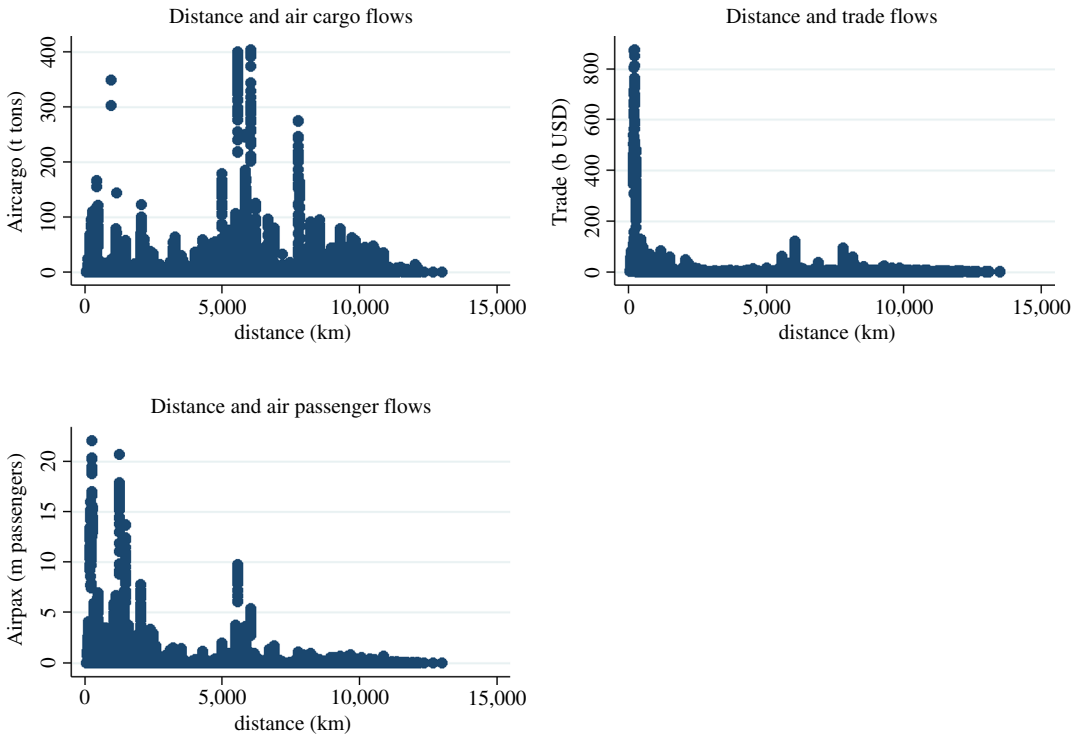 Distance and air cargo flows
Aircargo (t tons)
400
300
200
100
0
0 5,000 10,000 15,000
distance (km)
Distance and trade flows
Trade (b USD)
800
600
400
200
0
0 5,000 10,000 15,000
distance (km)
Distance and air passenger flows
Airpax (m passengers)
20
15
10
5
0
0 5,000 10,000 15,000
distance (km)